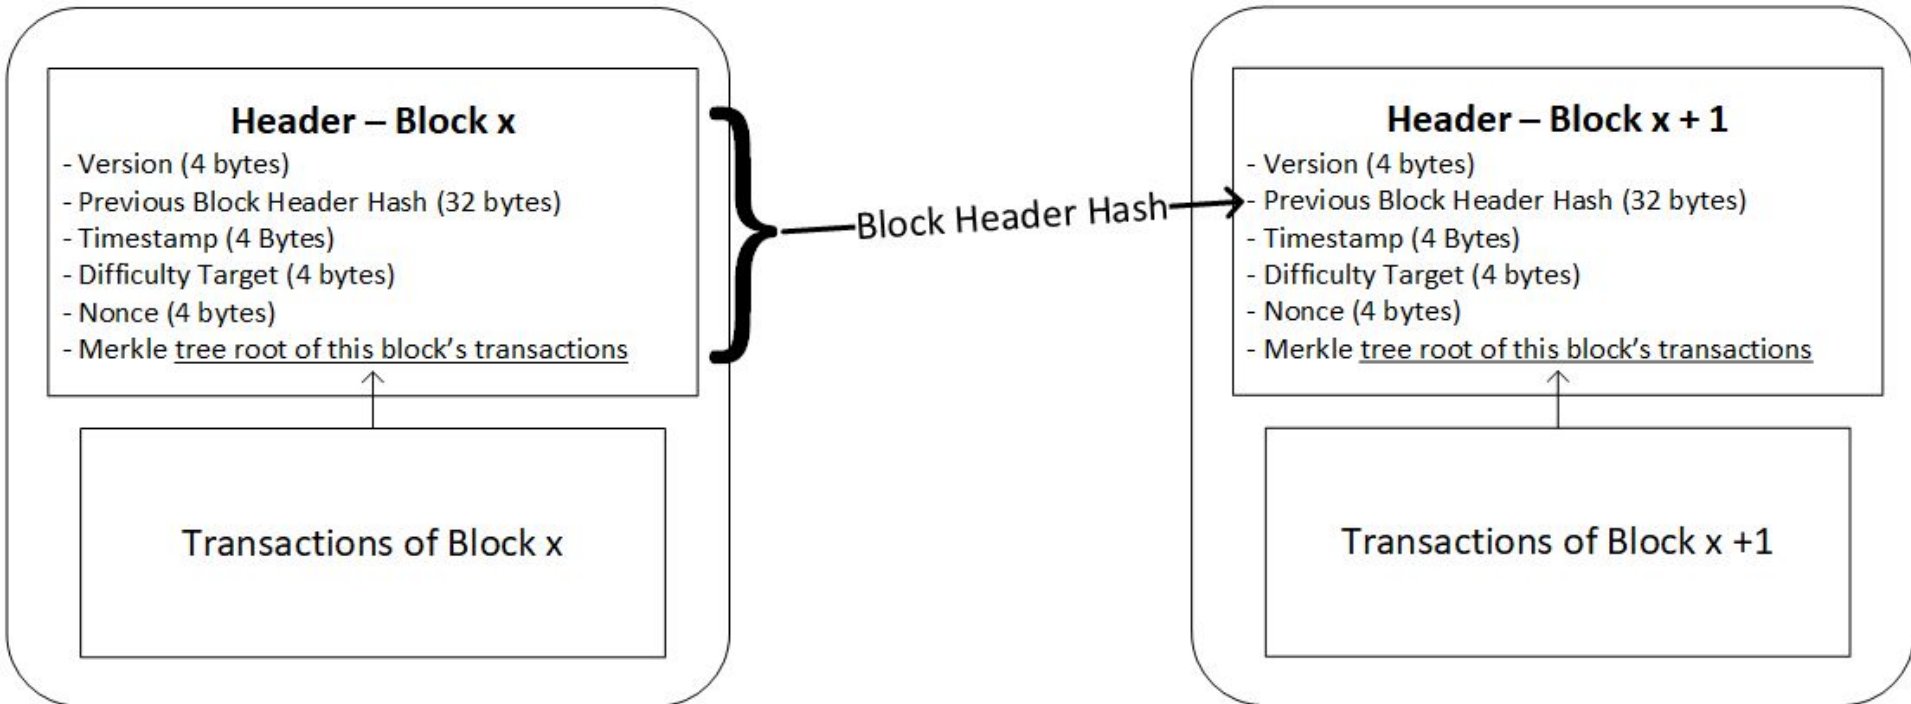 Header – Block x
- Version (4 bytes)
- Previous Block Header Hash (32 bytes)
- Timestamp (4 Bytes)
- Difficulty Target (4 bytes)
- Nonce (4 bytes)
- Merkle tree root of this block's transactions
Transactions of Block x
Block Header Hash
Header – Block x + 1
- Version (4 bytes)
- Previous Block Header Hash (32 bytes)
- Timestamp (4 Bytes)
- Difficulty Target (4 bytes)
- Nonce (4 bytes)
- Merkle tree root of this block's transactions
Transactions of Block x +1